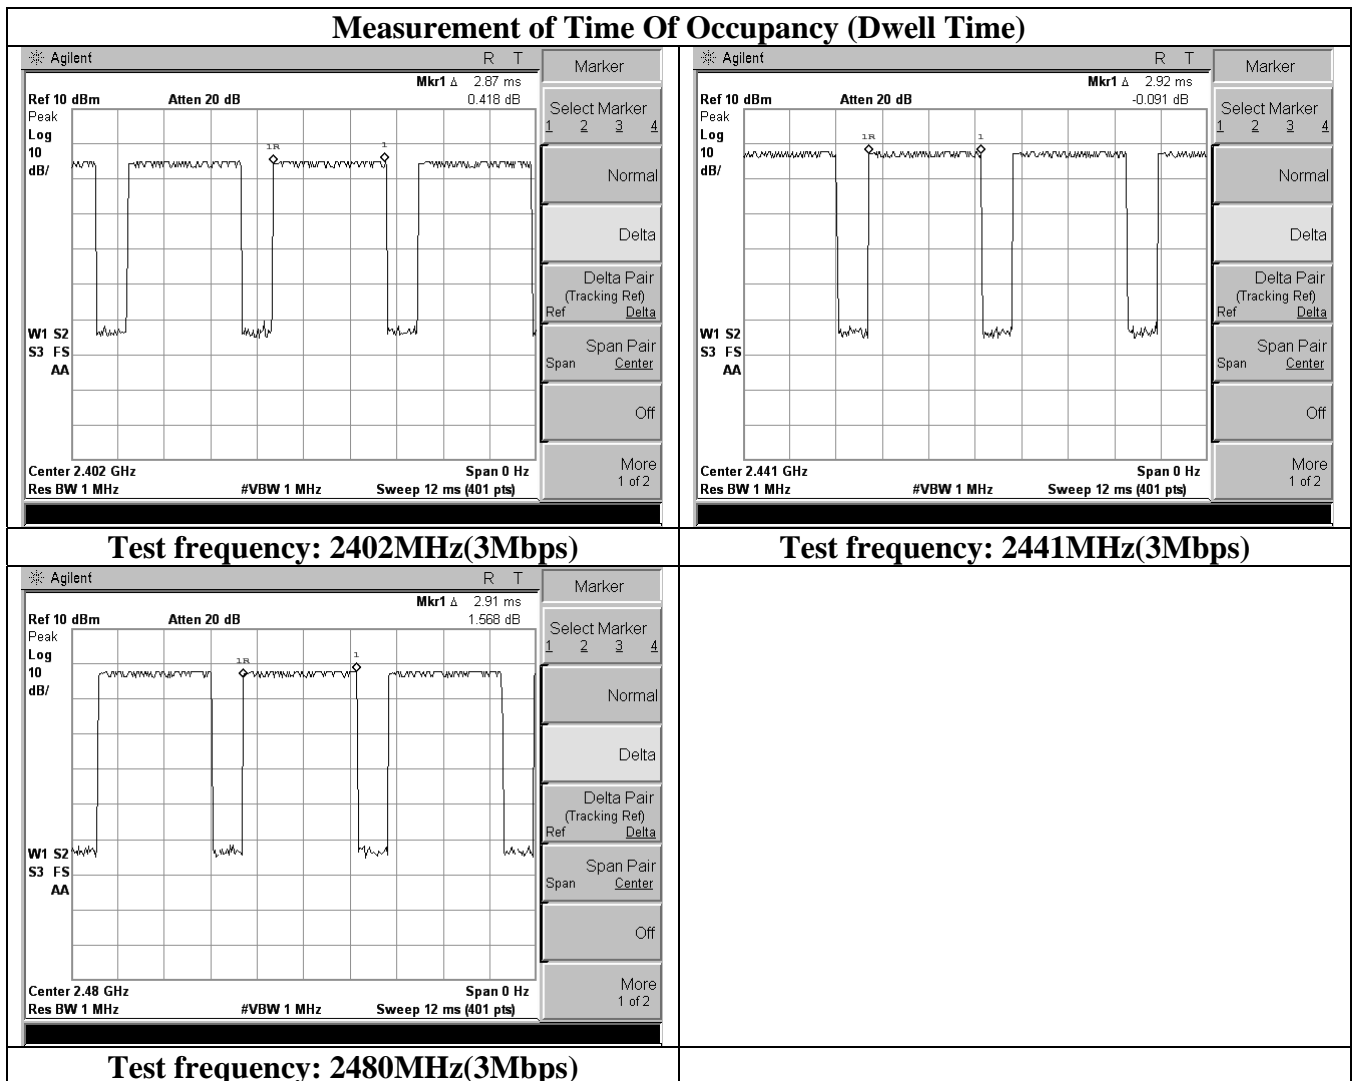 Measurement of Time Of Occupancy (Dwell Time)
Agilent R T
Mkr1 Δ 2.87 ms
Ref 10 dBm Atten 20 dB 0.418 dB
Peak
Log
10
dB/
1R 1
W1 S2
S3 FS
AA
Center 2.402 GHz Span 0 Hz
Res BW 1 MHz #VBW 1 MHz Sweep 12 ms (401 pts)
Marker
Select Marker
1 2 3 4
Normal
Delta
Delta Pair
(Tracking Ref)
Ref Delta
Span Pair
Span Center
Off
More
1 of 2
Agilent R T
Mkr1 Δ 2.92 ms
Ref 10 dBm Atten 20 dB -0.091 dB
Peak
Log
10
dB/
1R 1
W1 S2
S3 FS
AA
Center 2.441 GHz Span 0 Hz
Res BW 1 MHz #VBW 1 MHz Sweep 12 ms (401 pts)
Marker
Select Marker
1 2 3 4
Normal
Delta
Delta Pair
(Tracking Ref)
Ref Delta
Span Pair
Span Center
Off
More
1 of 2
Test frequency: 2402MHz(3Mbps)
Test frequency: 2441MHz(3Mbps)
Agilent R T
Mkr1 Δ 2.91 ms
Ref 10 dBm Atten 20 dB 1.568 dB
Peak
Log
10
dB/
1R 1
W1 S2
S3 FS
AA
Center 2.48 GHz Span 0 Hz
Res BW 1 MHz #VBW 1 MHz Sweep 12 ms (401 pts)
Marker
Select Marker
1 2 3 4
Normal
Delta
Delta Pair
(Tracking Ref)
Ref Delta
Span Pair
Span Center
Off
More
1 of 2
Test frequency: 2480MHz(3Mbps)